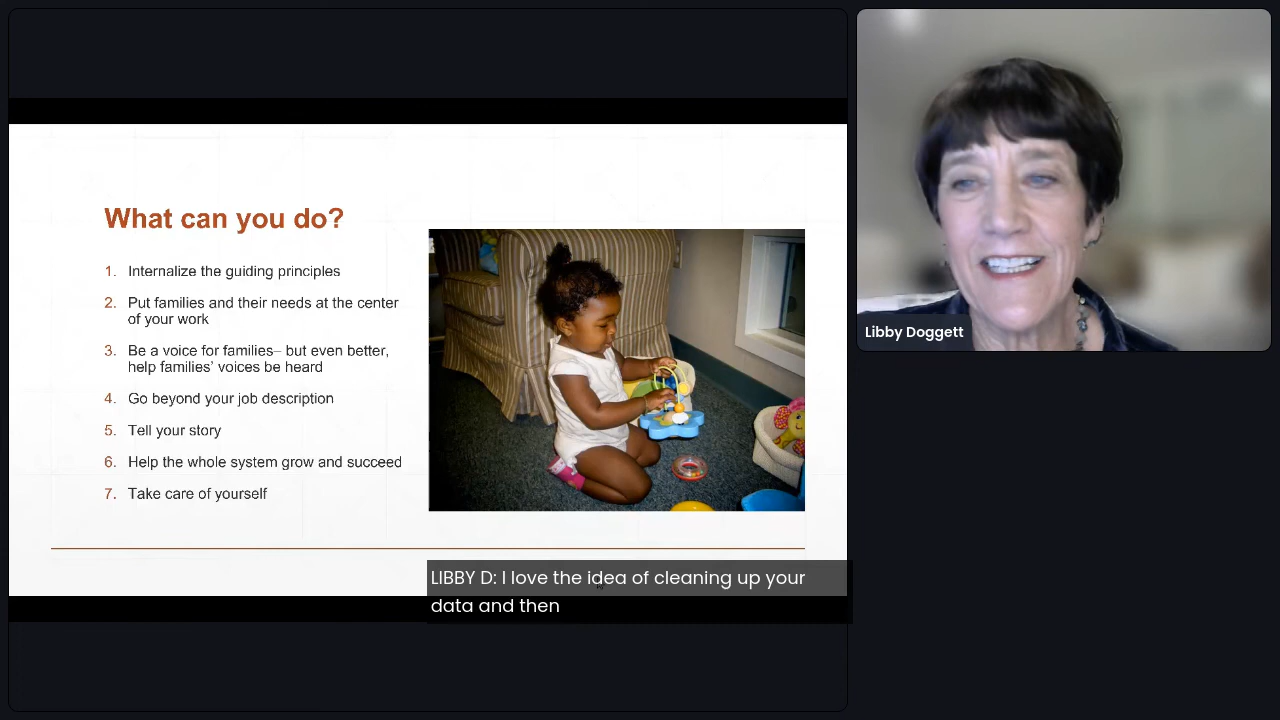 What can you do?
1. Internalize the guiding principles
2. Put families and their needs at the center
of your work
3. Be a voice for families– but even better,
help families’ voices be heard
4. Go beyond your job description
5. Tell your story
6. Help the whole system grow and succeed
7. Take care of yourself
LIBBY D: I love the idea of cleaning up your
data and then
Libby Doggett